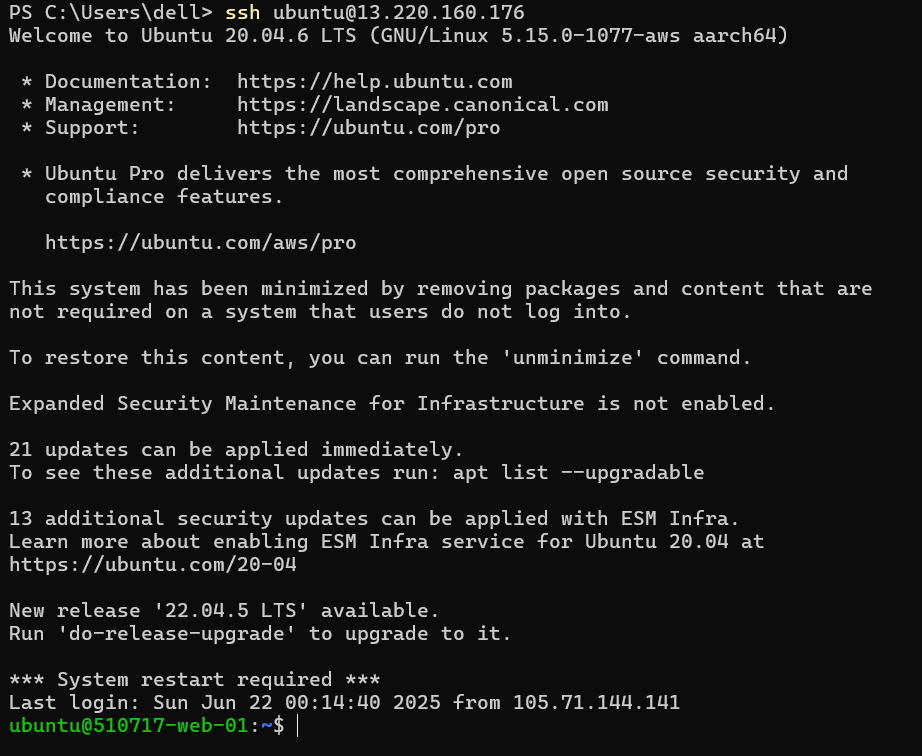 PS C:\Users\dell> ssh ubuntu@13.220.160.176
Welcome to Ubuntu 20.04.6 LTS (GNU/Linux 5.15.0-1077-aws aarch64)
* Documentation:  https://help.ubuntu.com
* Management:     https://landscape.canonical.com
* Support:        https://ubuntu.com/pro
* Ubuntu Pro delivers the most comprehensive open source security and
compliance features.
https://ubuntu.com/aws/pro
This system has been minimized by removing packages and content that are
not required on a system that users do not log into.
To restore this content, you can run the 'unminimize' command.
Expanded Security Maintenance for Infrastructure is not enabled.
21 updates can be applied immediately.
To see these additional updates run: apt list --upgradable
13 additional security updates can be applied with ESM Infra.
Learn more about enabling ESM Infra service for Ubuntu 20.04 at
https://ubuntu.com/20-04
New release '22.04.5 LTS' available.
Run 'do-release-upgrade' to upgrade to it.
*** System restart required ***
Last login: Sun Jun 22 00:14:40 2025 from 105.71.144.141
ubuntu@510717-web-01:~$